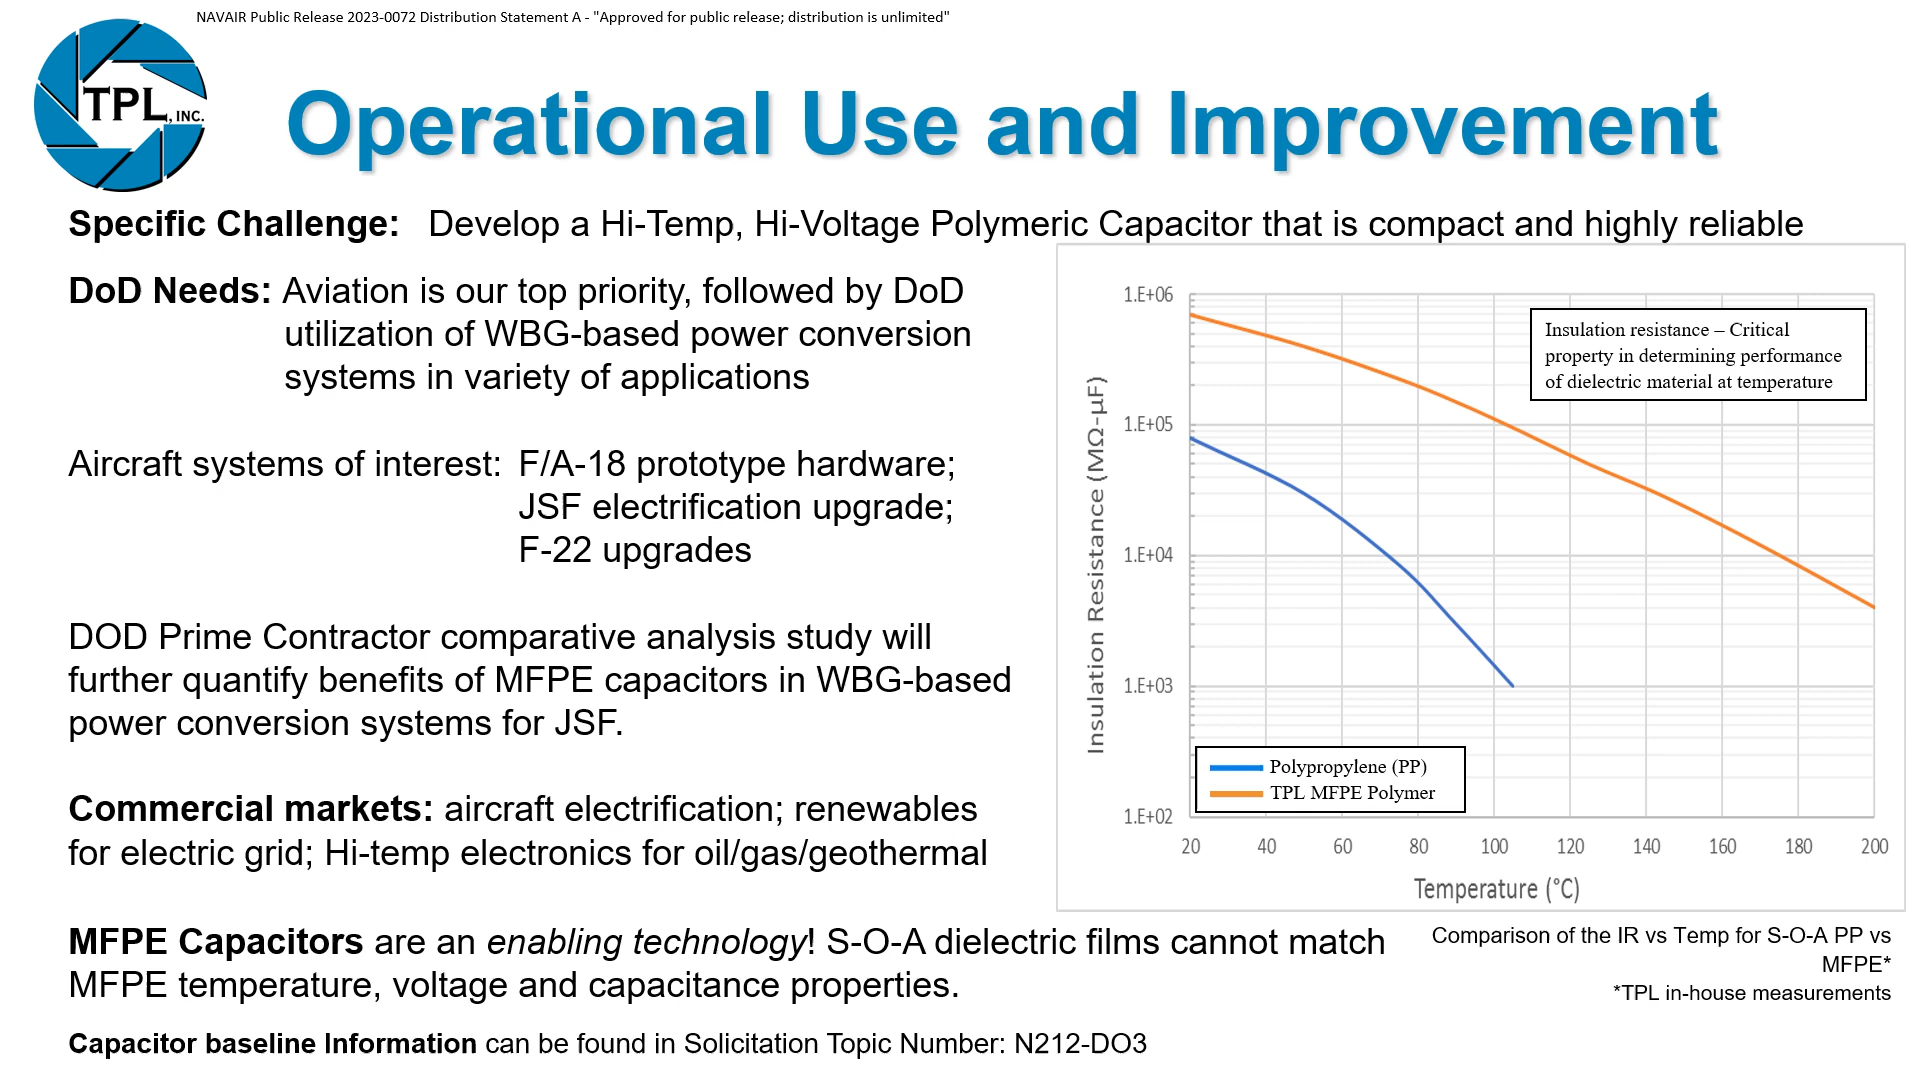 NAVAIR Public Release 2023-0072 Distribution Statement A - "Approved for public release; distribution is unlimited"
TPL, INC.
Operational Use and Improvement
Specific Challenge: Develop a Hi-Temp, Hi-Voltage Polymeric Capacitor that is compact and highly reliable
DoD Needs: Aviation is our top priority, followed by DoD
utilization of WBG-based power conversion
systems in variety of applications
Aircraft systems of interest: F/A-18 prototype hardware;
JSF electrification upgrade;
F-22 upgrades
DOD Prime Contractor comparative analysis study will
further quantify benefits of MFPE capacitors in WBG-based
power conversion systems for JSF.
Commercial markets: aircraft electrification; renewables
for electric grid; Hi-temp electronics for oil/gas/geothermal
MFPE Capacitors are an enabling technology! S-O-A dielectric films cannot match
MFPE temperature, voltage and capacitance properties.
Capacitor baseline Information can be found in Solicitation Topic Number: N212-DO3
Insulation Resistance (MΩ-µF)
1.E+06
1.E+05
1.E+04
1.E+03
1.E+02
Insulation resistance – Critical
property in determining performance
of dielectric material at temperature
Polypropylene (PP)
TPL MFPE Polymer
20 40 60 80 100 120 140 160 180 200
Temperature (°C)
Comparison of the IR vs Temp for S-O-A PP vs
MFPE*
*TPL in-house measurements